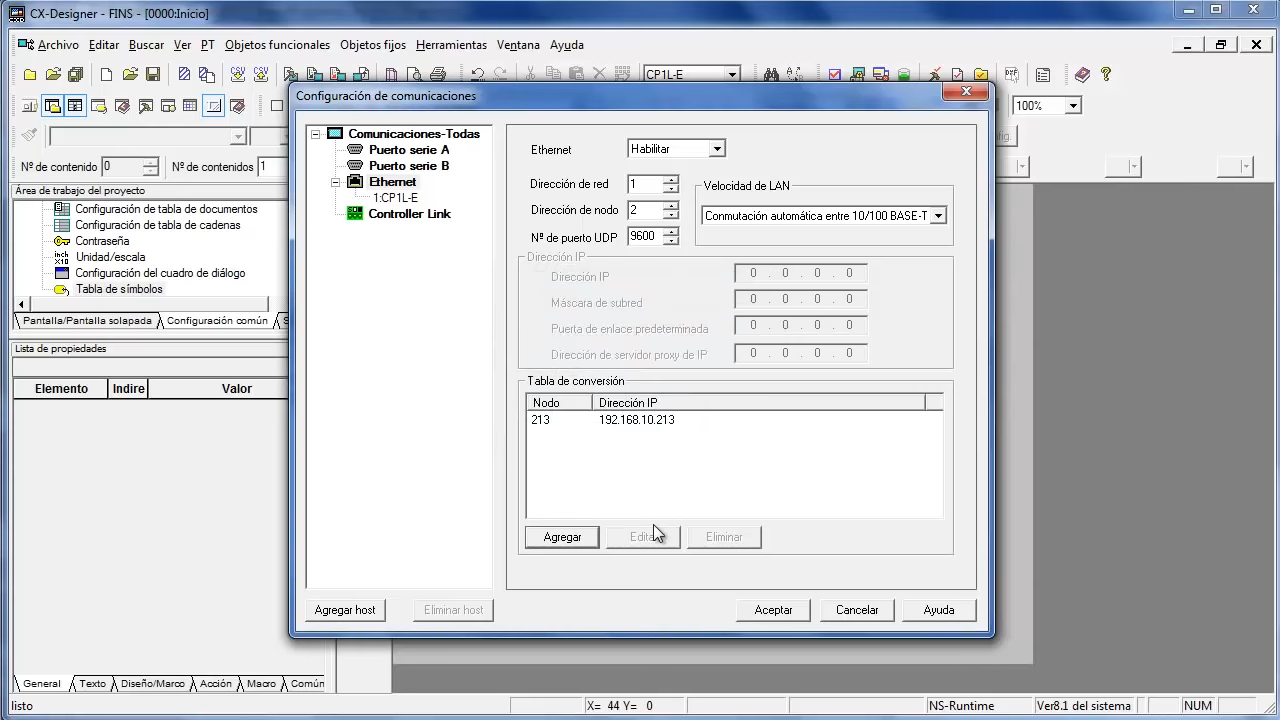 CX-Designer - FINS - [0000:Inicio]
Archivo Editar Buscar Ver PT Objetos funcionales Objetos fijos Herramientas Ventana Ayuda
CP1L-E
100%
Nº de contenido 0 Nº de contenidos 1
Área de trabajo del proyecto
Configuración de tabla de documentos
Configuración de tabla de cadenas
Contraseña
Unidad/escala
Configuración del cuadro de diálogo
Tabla de símbolos
Pantalla/Pantalla solapada Configuración común
Lista de propiedades
Elemento Indire Valor
General Texto Diseño/Marco Acción Macro Común
listo
X= 44 Y= 0
NS-Runtime
Ver8.1 del sistema
NUM
Configuración de comunicaciones
Comunicaciones-Todas
Puerto serie A
Puerto serie B
Ethernet
1:CP1L-E
Controller Link
Agregar host Eliminar host
Ethernet Habilitar
Dirección de red 1
Dirección de nodo 2
Nº de puerto UDP 9600
Velocidad de LAN
Conmutación automática entre 10/100 BASE-T
Dirección IP
Dirección IP 0 . 0 . 0 . 0
Máscara de subred 0 . 0 . 0 . 0
Puerta de enlace predeterminada 0 . 0 . 0 . 0
Dirección de servidor proxy de IP 0 . 0 . 0 . 0
Tabla de conversión
Nodo Dirección IP
213 192.168.10.213
Agregar Eliminar
Aceptar Cancelar Ayuda